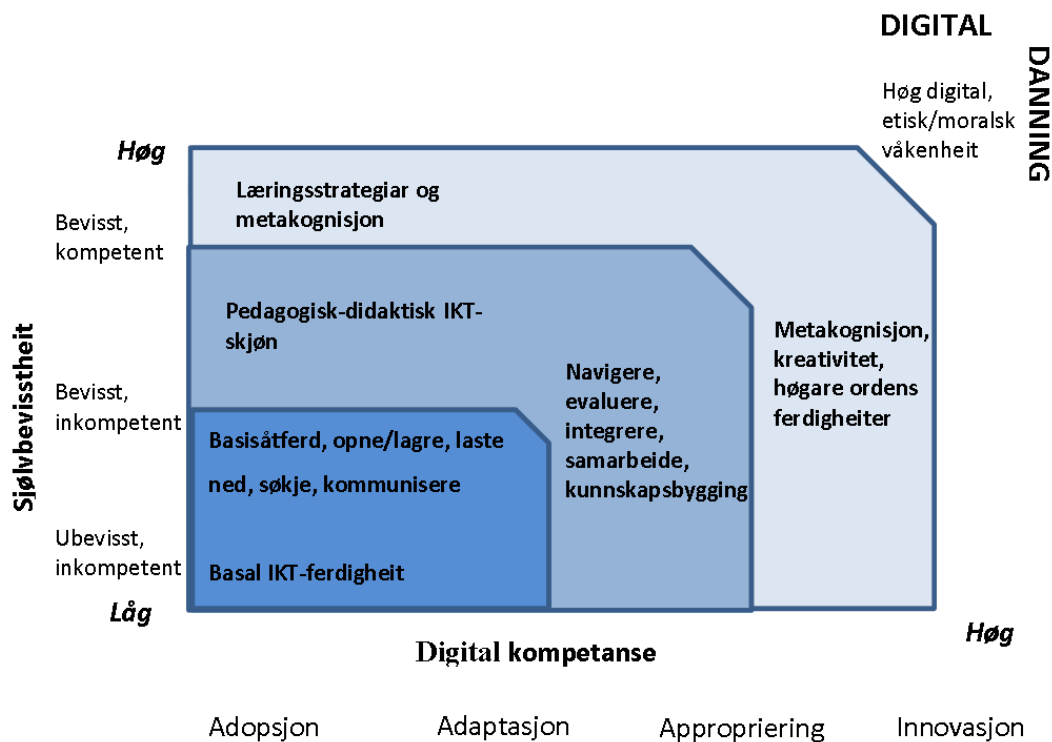 DIGITAL
DANNING
Høg digital,
etisk/moralsk
våkenheit
Høg
Læringsstrategiar og
metakognisjon
Bevisst,
kompetent
Pedagogisk-didaktisk IKT-
skjøn
Metakognisjon,
kreativitet,
høgare ordens
ferdigheiter
Navigere,
evaluere,
integrere,
samarbeide,
kunnskapsbygging
Sjølvbevisstheit
Bevisst,
inkompetent
Basisåtferd, opne/lagre, laste
ned, søkje, kommunisere
Ubevisst,
inkompetent
Basal IKT-ferdigheit
Låg
Høg
Digital kompetanse
Adopsjon
Adaptasjon
Appropriering
Innovasjon